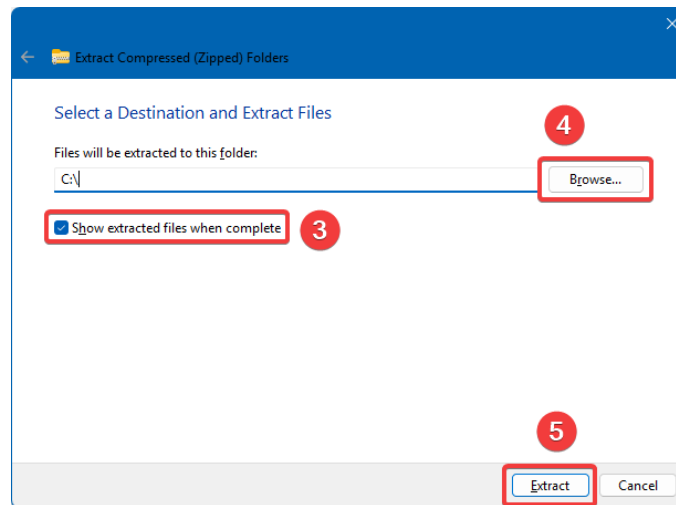 Extract Compressed (Zipped) Folders
Select a Destination and Extract Files
4
Files will be extracted to this folder:
C:\
Browse...
Show extracted files when complete
3
5
Extract
Cancel